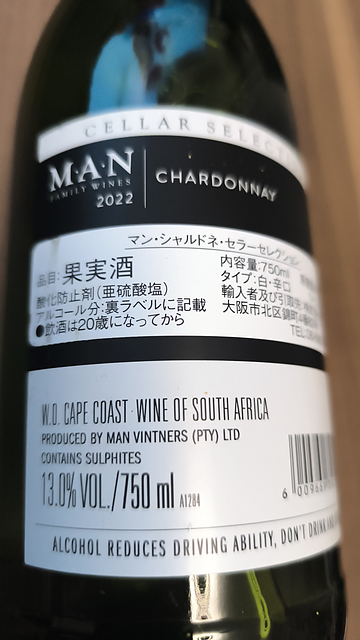 CELLAR SELECT
MAN
FAMILY WINES
2022
CHARDONNAY
マン・シャルドネ・セラーセレクション
品目:果実酒
酸化防止剤(亜硫酸塩)
アルコール分:裏ラベルに記載
●飲酒は20歳になってから
内容量:750ml
タイプ:白・辛口
輸入者及び引取先
大阪市北区
TEL:
W.O. CAPE COAST · WINE OF SOUTH AFRICA
PRODUCED BY MAN VINTNERS (PTY) LTD
CONTAINS SULPHITES
13.0% VOL./750 ml A1284
6 009
ALCOHOL REDUCES DRIVING ABILITY, DON'T DRINK AND